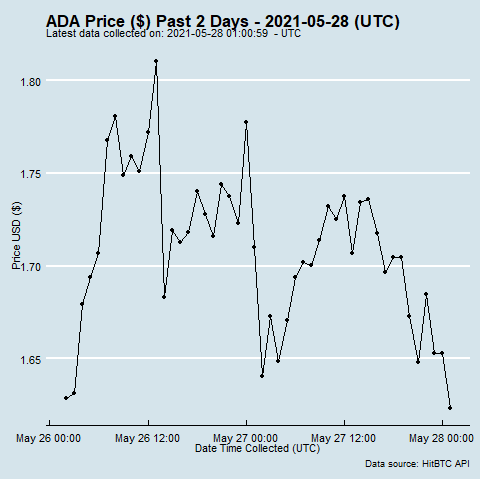 ADA Price ($) Past 2 Days - 2021-05-28 (UTC)
Latest data collected on: 2021-05-28 01:00:59 - UTC
1.80
1.75
1.70
1.65
Price USD ($)
May 26 00:00
May 26 12:00
May 27 00:00
May 27 12:00
May 28 00:00
Date Time Collected (UTC)
Data source: HitBTC API